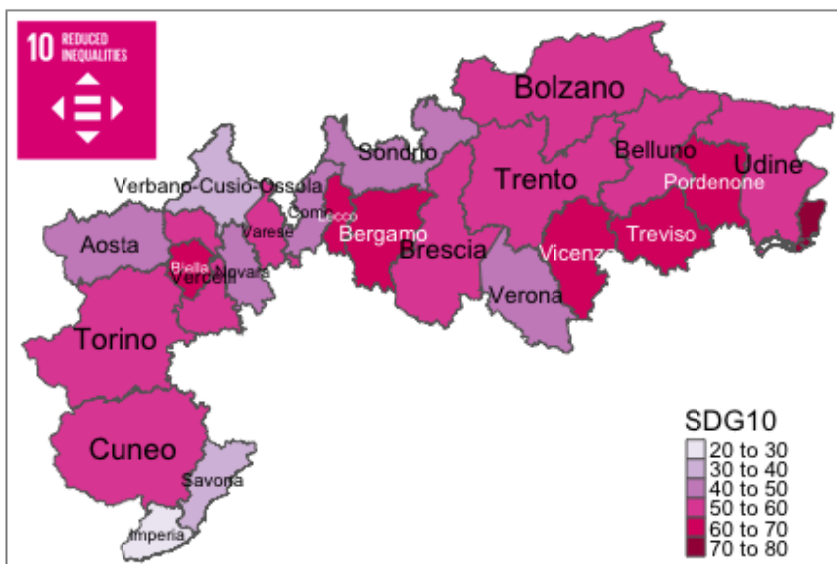 10 REDUCED
INEQUALITIES
Bolzano
Sondrio
Belluno
Udine
Verbano-Cusio-Ossola
Trento
Pordenone
Como
Lecco
Varese
Aosta
Bergamo
Brescia
Vicenza
Treviso
Biella
Novara
Vercelli
Verona
Torino
Cuneo
Savona
Imperia
SDG10
20 to 30
30 to 40
40 to 50
50 to 60
60 to 70
70 to 80